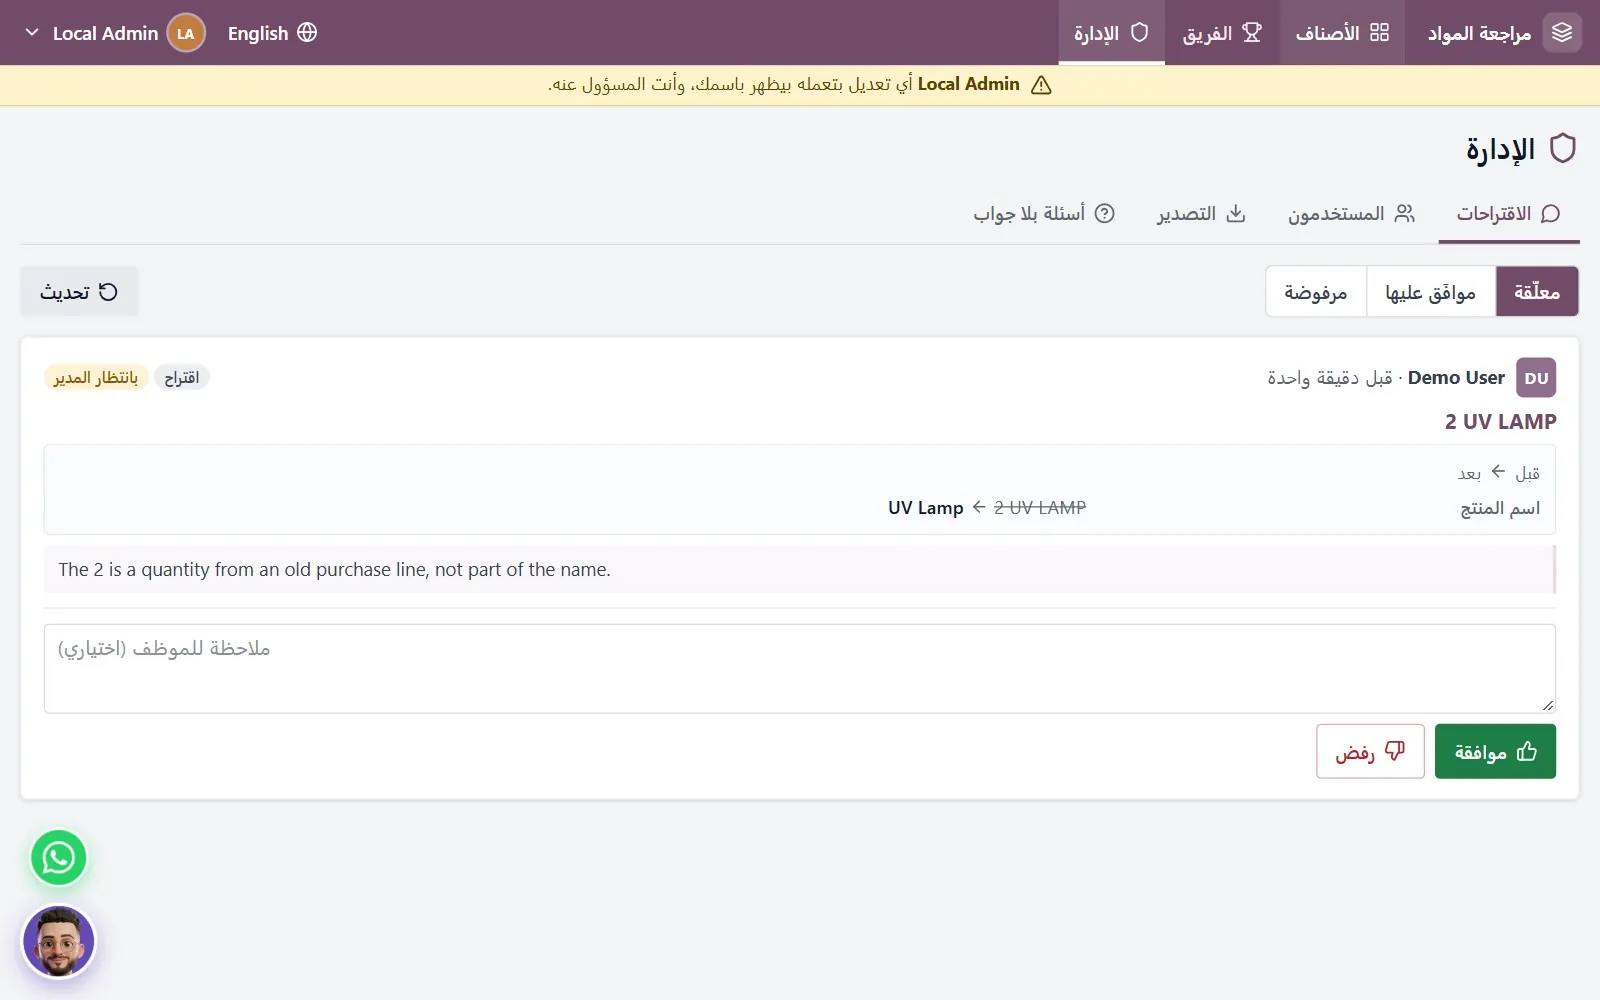 مراجعة المواد
الأصناف
الفريق
الإدارة
English
LA Local Admin
Local Admin أي تعديل بتعمله بيظهر باسمك، وأنت المسؤول عنه.
الإدارة
الاقتراحات
المستخدمون
التصدير
أسئلة بلا جواب
معلّقة
موافَق عليها
مرفوضة
تحديث
DU Demo User · قبل دقيقة واحدة
اقتراح
بانتظار المدير
2 UV LAMP
قبل ← بعد
اسم المنتج
2 UV LAMP ← UV Lamp
The 2 is a quantity from an old purchase line, not part of the name.
ملاحظة للموظف (اختياري)
موافقة
رفض